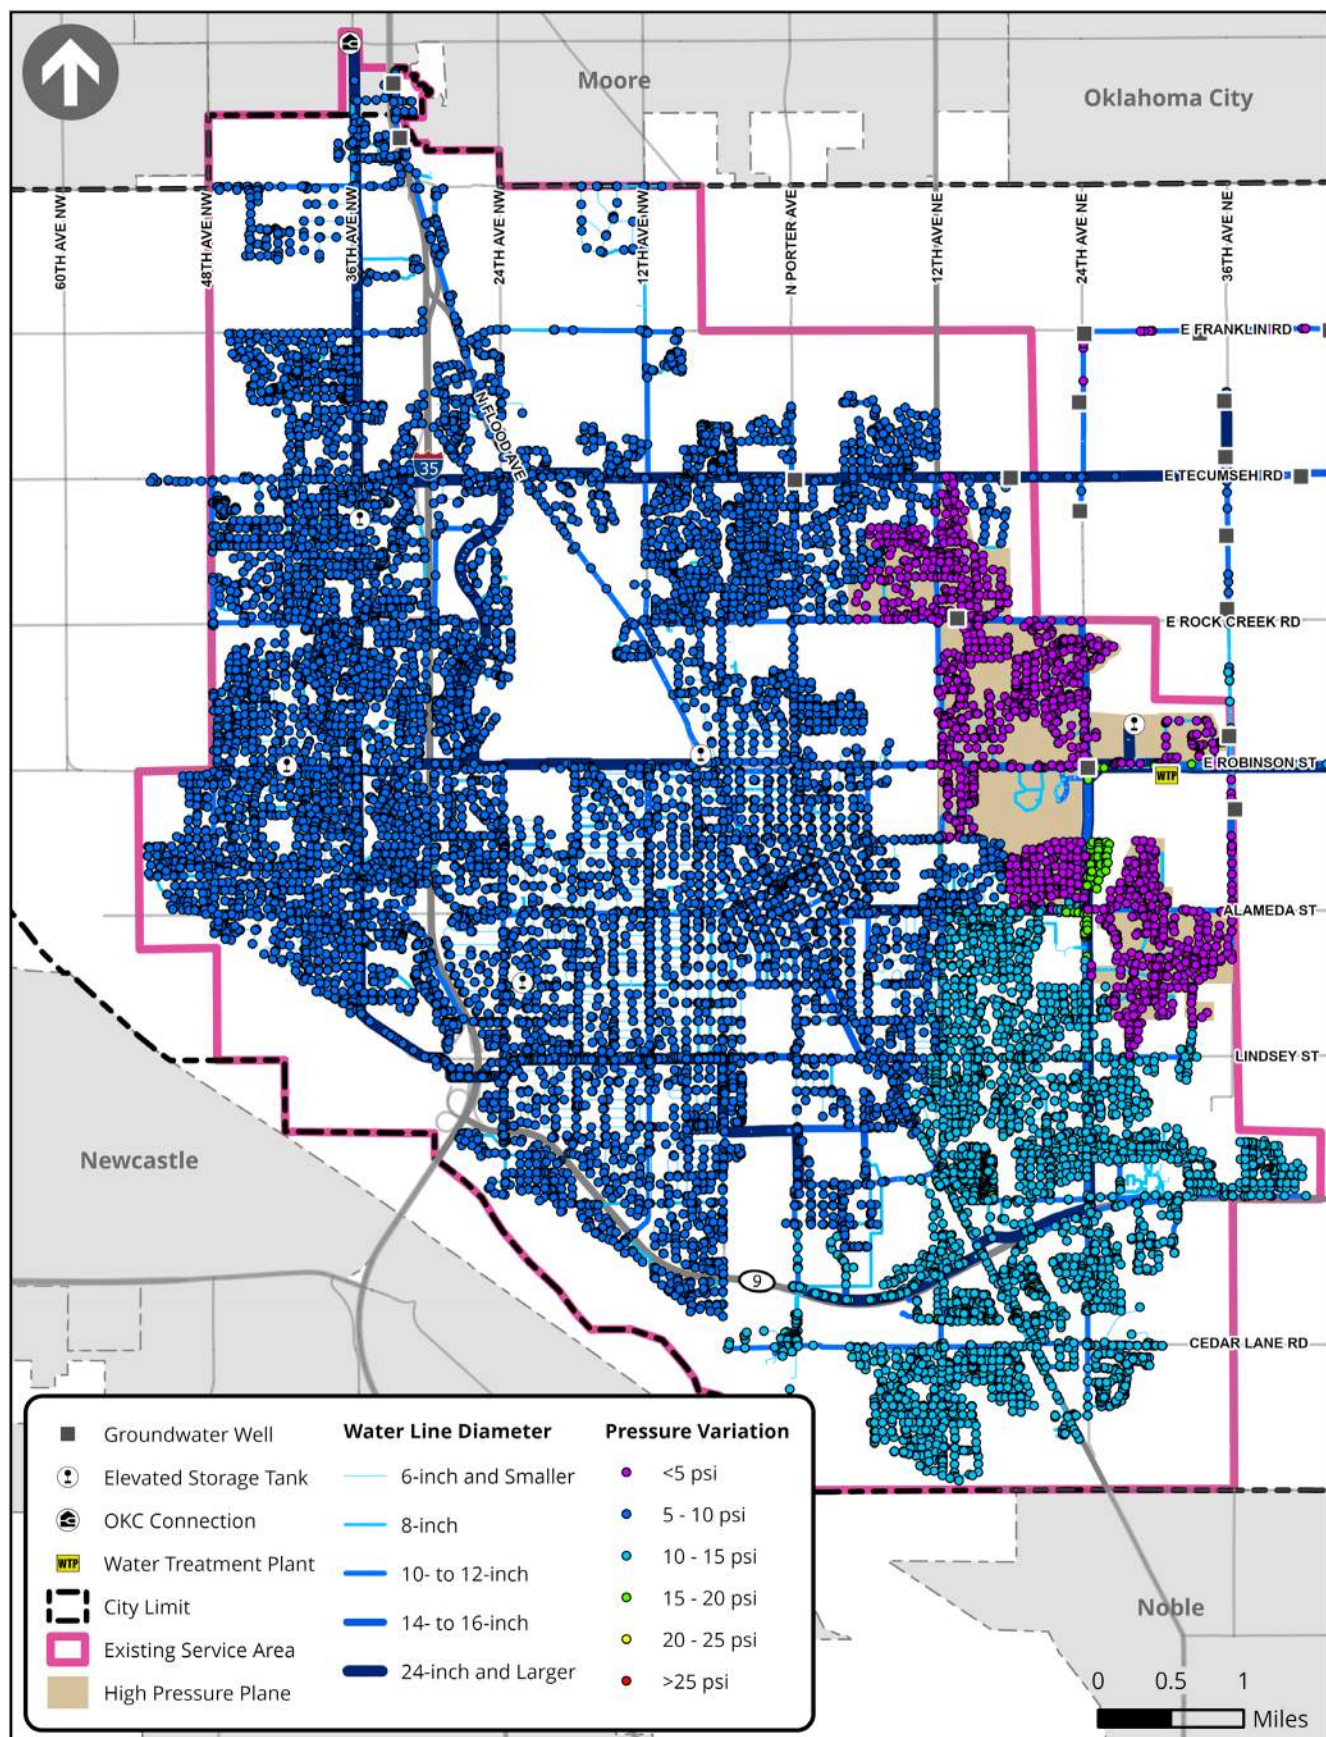 Moore
Oklahoma City
60TH AVE NW
48TH AVE NW
36TH AVE NW
24TH AVE NW
12TH AVE NW
N PORTER AVE
12TH AVE NE
24TH AVE NE
36TH AVE NE
E FRANKLIN RD
N FLOOD AVE
35
E TECUMSEH RD
E ROCK CREEK RD
E ROBINSON ST
WTP
ALAMEDA ST
LINDSEY ST
Newcastle
9
CEDAR LANE RD
Noble
Groundwater Well
Elevated Storage Tank
OKC Connection
WTP Water Treatment Plant
City Limit
Existing Service Area
High Pressure Plane
Water Line Diameter
6-inch and Smaller
8-inch
10- to 12-inch
14- to 16-inch
24-inch and Larger
Pressure Variation
<5 psi
5 - 10 psi
10 - 15 psi
15 - 20 psi
20 - 25 psi
>25 psi
0 0.5 1
Miles